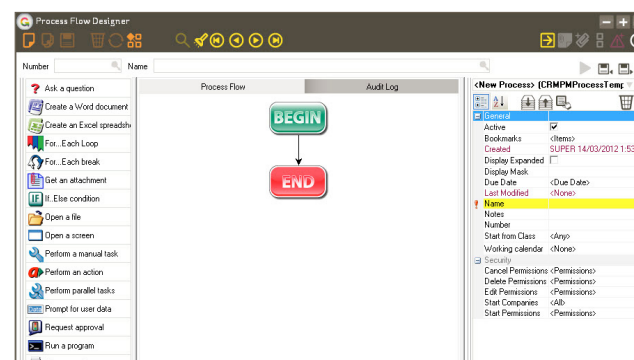 Process Flow Designer
Number
Name
Ask a question
Create a Word document
Create an Excel spreadsh
For...Each Loop
For...Each break
Get an attachment
If..Else condition
Open a file
Open a screen
Perform a manual task
Perform an action
Perform parallel tasks
Prompt for user data
Request approval
Run a program
Process Flow
Audit Log
BEGIN
END
<New Process> (CRMPMProcessTemp
General
Active
Bookmarks <Items>
Created SUPER 14/03/2012 1:53
Display Expanded
Display Mask
Due Date <Due Date>
Last Modified <None>
Name
Notes
Number
Start from Class <Any>
Working calendar <None>
Security
Cancel Permissions <Permissions>
Delete Permissions <Permissions>
Edit Permissions <Permissions>
Start Companies <All>
Start Permissions <Permissions>